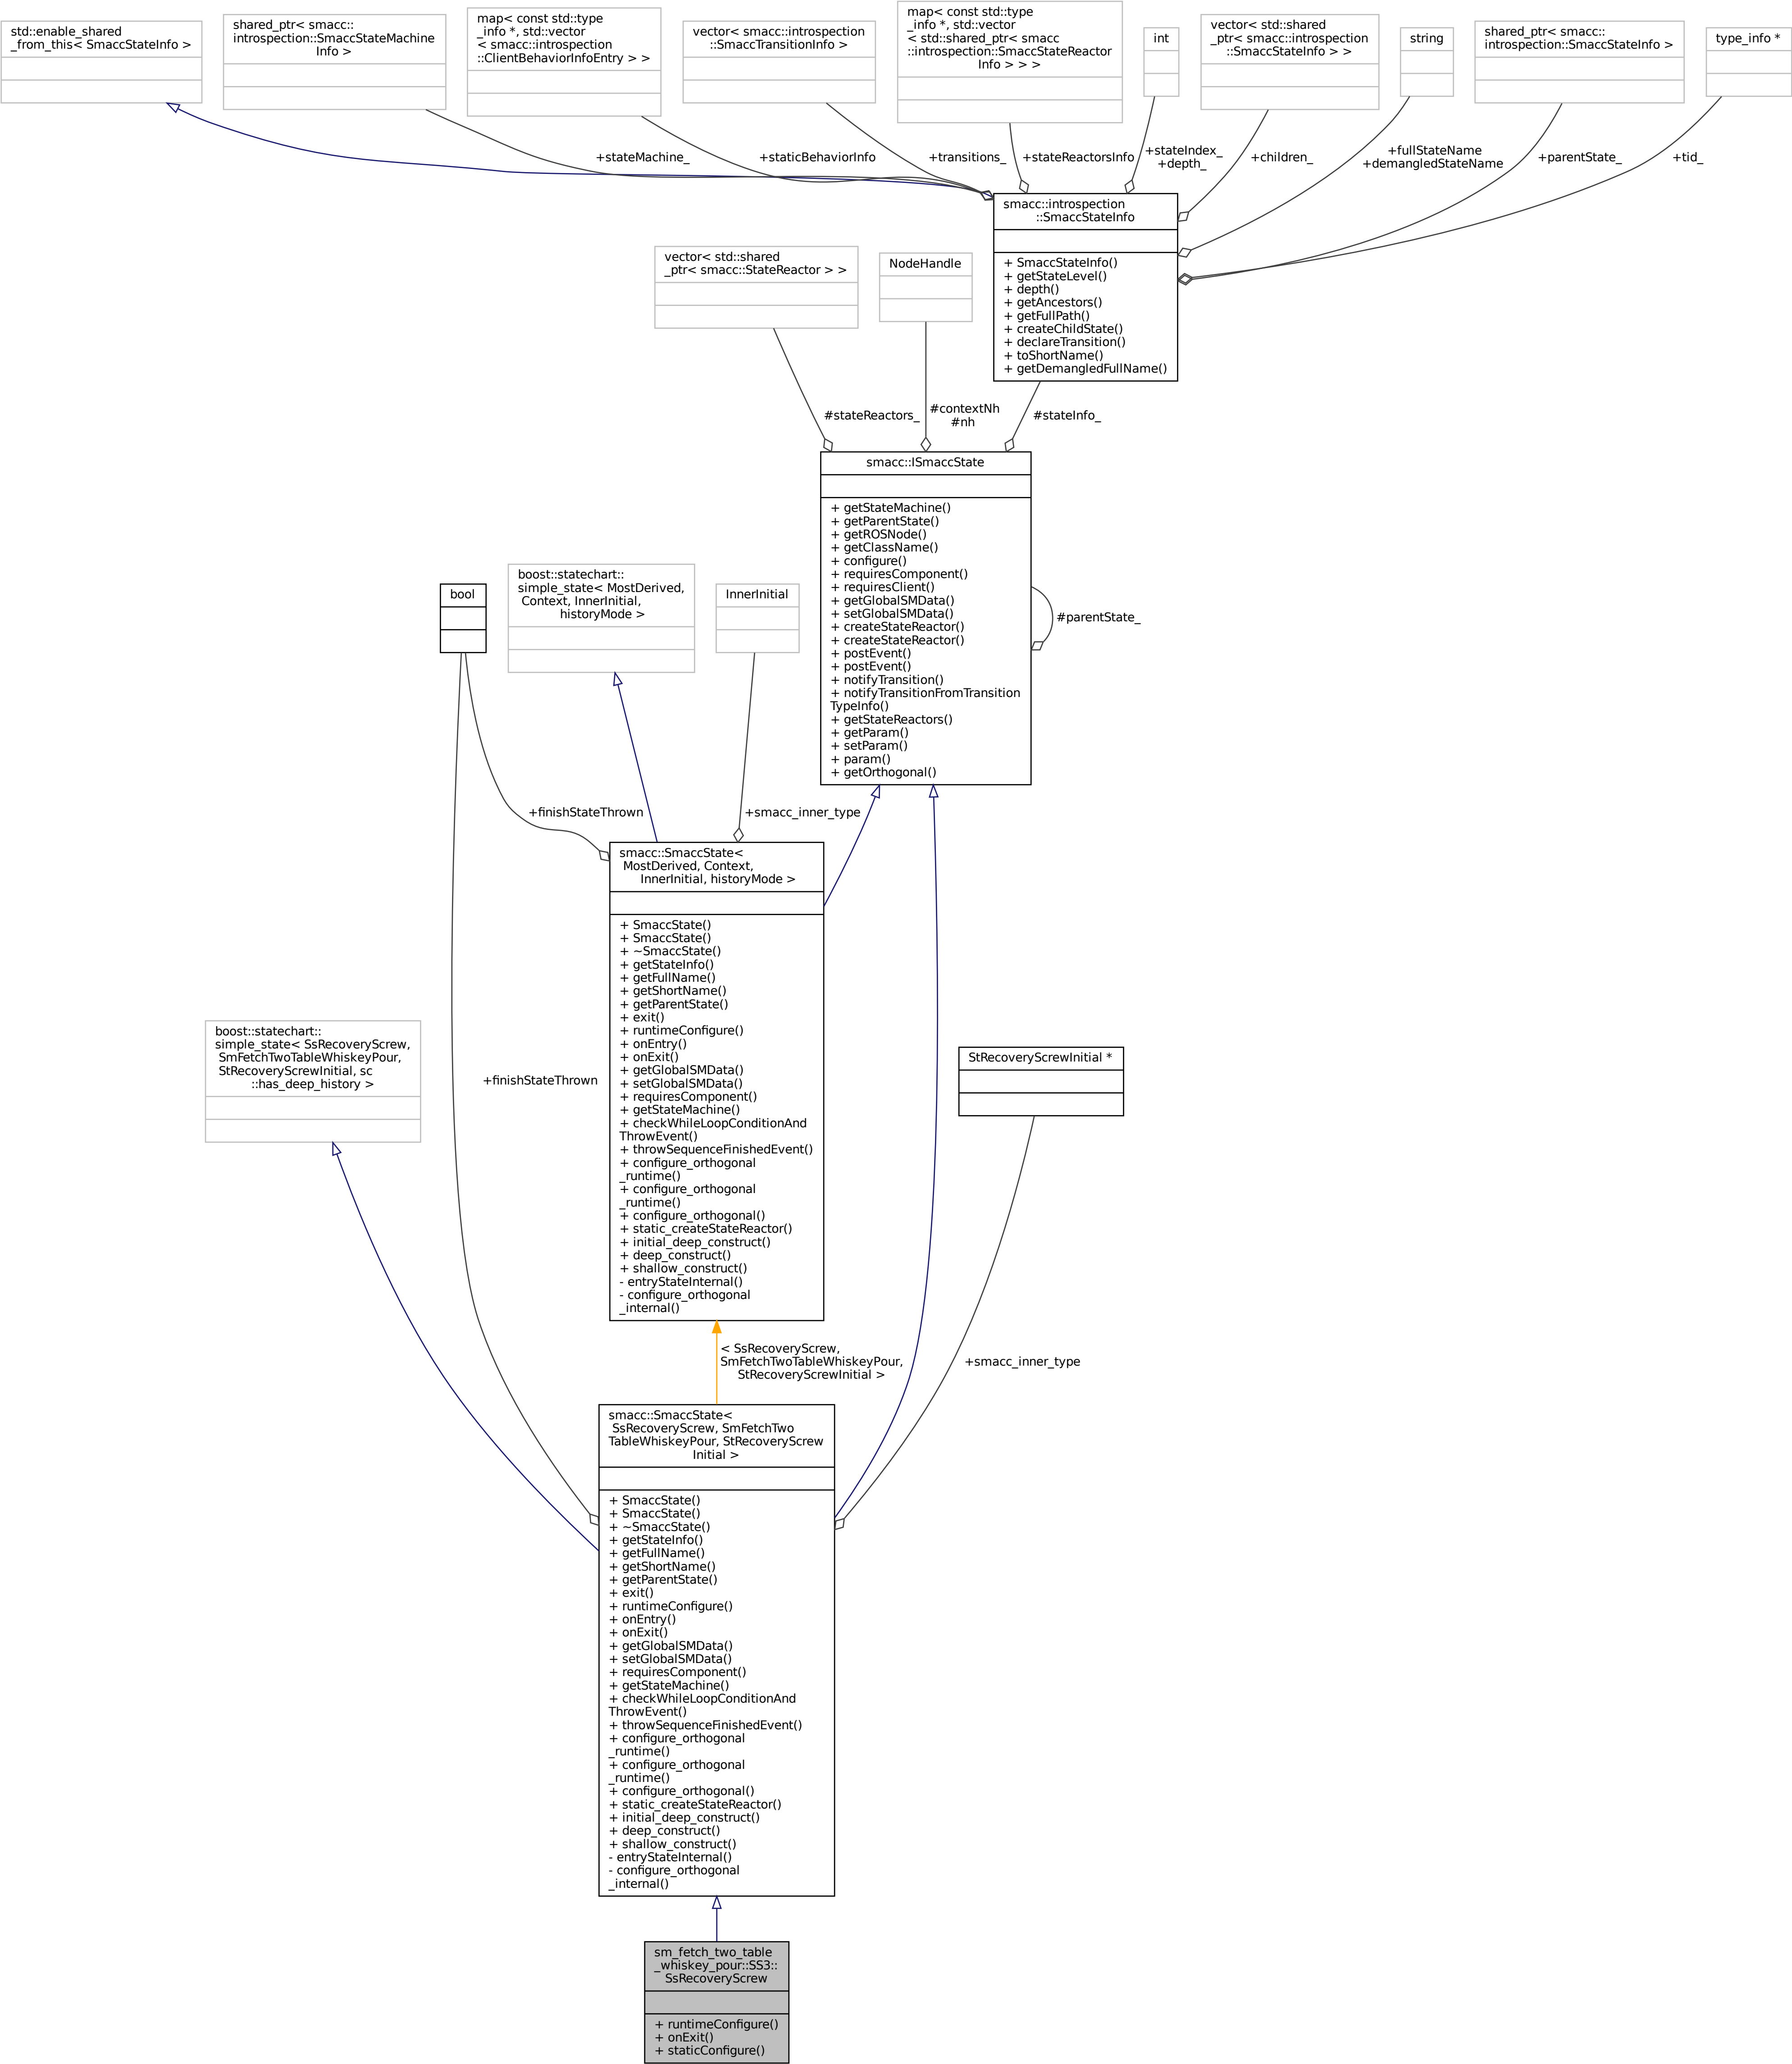 std::enable_shared
_from_this< SmaccStateInfo >
shared_ptr< smacc::
introspection::SmaccStateMachine
Info >
map< const std::type
_info *, std::vector
< smacc::introspection
::ClientBehaviorInfoEntry > >
vector< smacc::introspection
::SmaccTransitionInfo >
map< const std::type
_info *, std::vector
< std::shared_ptr< smacc
::introspection::SmaccStateReactor
Info > > >
int
vector< std::shared
_ptr< smacc::introspection
::SmaccStateInfo > >
string
shared_ptr< smacc::
introspection::SmaccStateInfo >
type_info *
+stateMachine_
+staticBehaviorInfo
+transitions_
+stateReactorsInfo
+stateIndex_
+depth_
+children_
+fullStateName
+demangledStateName
+parentState_
+tid_
smacc::introspection
::SmaccStateInfo
+ SmaccStateInfo()
+ getStateLevel()
+ depth()
+ getAncestors()
+ getFullPath()
+ createChildState()
+ declareTransition()
+ toShortName()
+ getDemangledFullName()
vector< std::shared
_ptr< smacc::StateReactor > >
NodeHandle
#stateReactors_
#contextNh
#nh
#stateInfo_
smacc::ISmaccState
+ getStateMachine()
+ getParentState()
+ getROSNode()
+ getClassName()
+ configure()
+ requiresComponent()
+ requiresClient()
+ getGlobalSMData()
+ setGlobalSMData()
+ createStateReactor()
+ createStateReactor()
+ postEvent()
+ postEvent()
+ notifyTransition()
+ notifyTransitionFromTransition
TypeInfo()
+ getStateReactors()
+ getParam()
+ setParam()
+ param()
+ getOrthogonal()
#parentState_
bool
boost::statechart::
simple_state< MostDerived,
Context, InnerInitial,
historyMode >
InnerInitial
+finishStateThrown
+smacc_inner_type
smacc::SmaccState<
MostDerived, Context,
InnerInitial, historyMode >
+ SmaccState()
+ SmaccState()
+ ~SmaccState()
+ getStateInfo()
+ getFullName()
+ getShortName()
+ getParentState()
+ exit()
+ runtimeConfigure()
+ onEntry()
+ onExit()
+ getGlobalSMData()
+ setGlobalSMData()
+ requiresComponent()
+ getStateMachine()
+ checkWhileLoopConditionAnd
ThrowEvent()
+ throwSequenceFinishedEvent()
+ configure_orthogonal
_runtime()
+ configure_orthogonal
_runtime()
+ configure_orthogonal()
+ static_createStateReactor()
+ initial_deep_construct()
+ deep_construct()
+ shallow_construct()
- entryStateInternal()
- configure_orthogonal
_internal()
boost::statechart::
simple_state< SsRecoveryScrew,
SmFetchTwoTableWhiskeyPour,
StRecoveryScrewInitial, sc
::has_deep_history >
+finishStateThrown
StRecoveryScrewInitial *
< SsRecoveryScrew,
SmFetchTwoTableWhiskeyPour,
StRecoveryScrewInitial >
+smacc_inner_type
smacc::SmaccState<
SsRecoveryScrew, SmFetchTwo
TableWhiskeyPour, StRecoveryScrew
Initial >
+ SmaccState()
+ SmaccState()
+ ~SmaccState()
+ getStateInfo()
+ getFullName()
+ getShortName()
+ getParentState()
+ exit()
+ runtimeConfigure()
+ onEntry()
+ onExit()
+ getGlobalSMData()
+ setGlobalSMData()
+ requiresComponent()
+ getStateMachine()
+ checkWhileLoopConditionAnd
ThrowEvent()
+ throwSequenceFinishedEvent()
+ configure_orthogonal
_runtime()
+ configure_orthogonal
_runtime()
+ configure_orthogonal()
+ static_createStateReactor()
+ initial_deep_construct()
+ deep_construct()
+ shallow_construct()
- entryStateInternal()
- configure_orthogonal
_internal()
sm_fetch_two_table
_whiskey_pour::SS3::
SsRecoveryScrew
+ runtimeConfigure()
+ onExit()
+ staticConfigure()